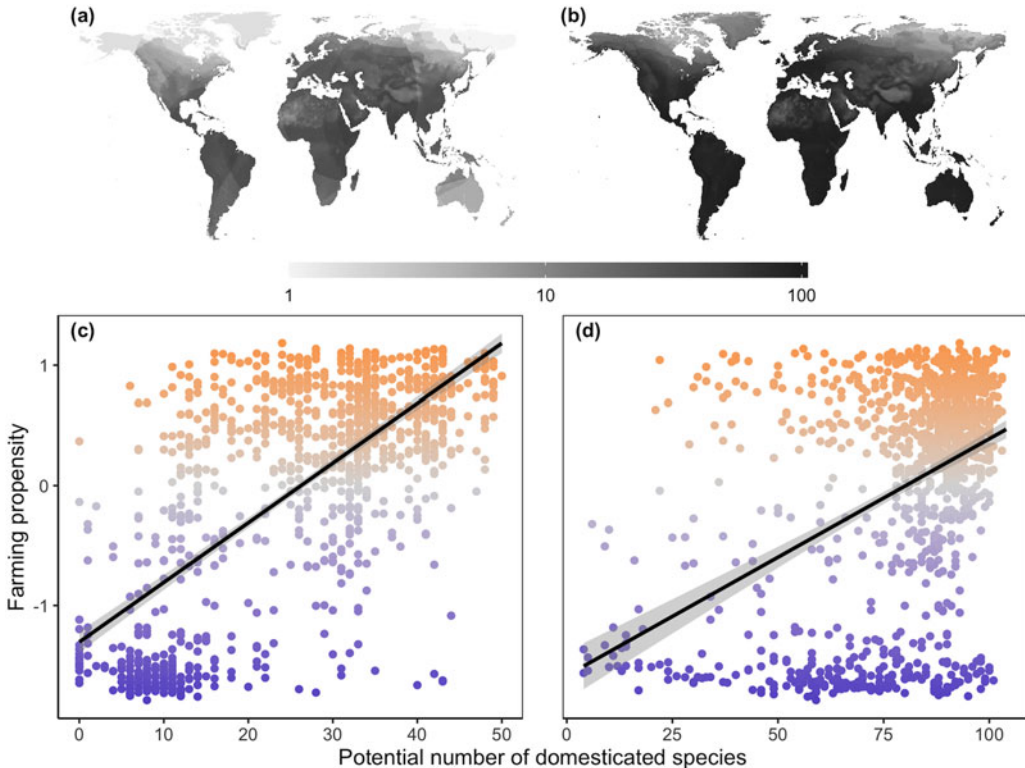 (a)
(b)
1 10 100
(c)
(d)
1
0
-1
Farming propensity
0 10 20 30 40 50
0 25 50 75 100
Potential number of domesticated species